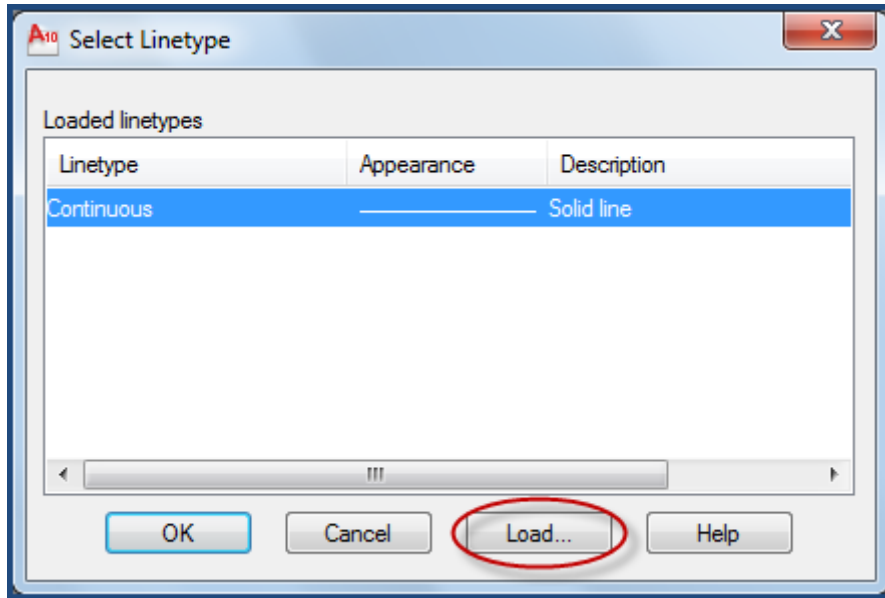 A10 Select Linetype
Loaded linetypes
Linetype Appearance Description
Continuous Solid line
OK Cancel Load... Help